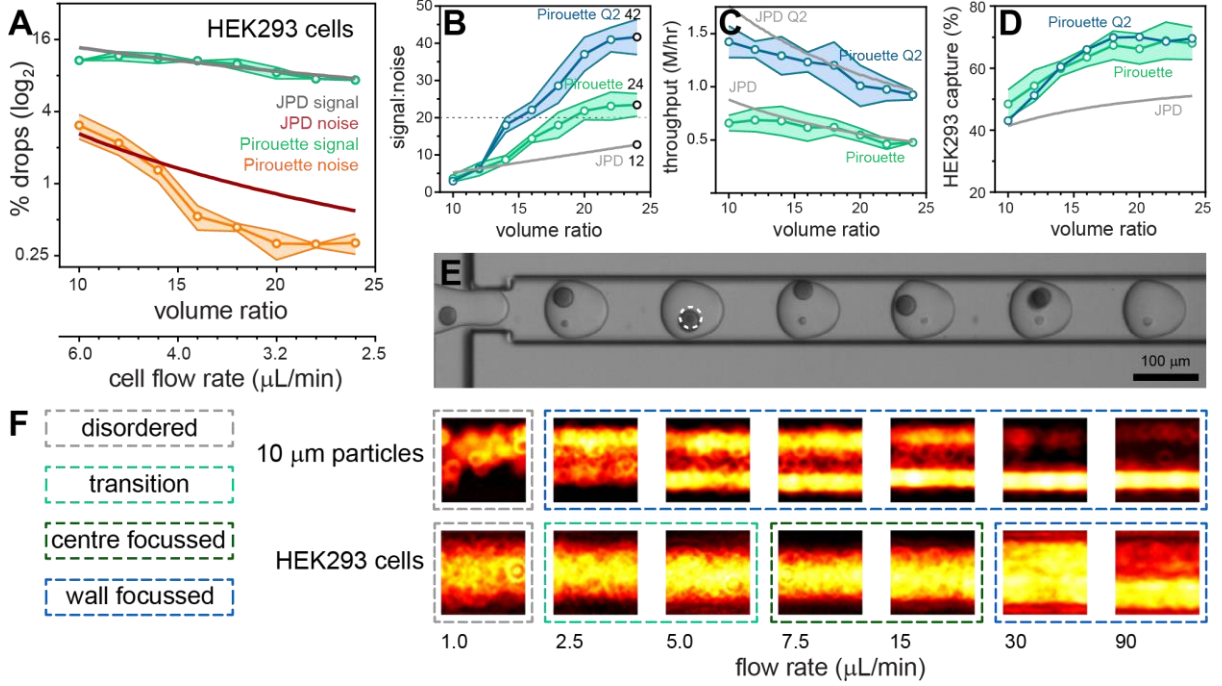 A
HEK293 cells
% drops (log2)
16
4
1
0.25
JPD signal
JPD noise
Pirouette signal
Pirouette noise
10 15 20 25
volume ratio
6.0 4.0 3.2 2.5
cell flow rate (μL/min)
B
signal:noise
50
40
30
20
10
0
Pirouette Q2 42
Pirouette 24
JPD 12
10 15 20 25
volume ratio
C
throughput (M/hr)
1.5
1.0
0.5
JPD Q2
Pirouette Q2
JPD
Pirouette
10 15 20 25
volume ratio
D
HEK293 capture (%)
80
70
60
50
40
30
Pirouette Q2
Pirouette
JPD
10 15 20 25
volume ratio
E
100 μm
F
disordered
transition
centre focussed
wall focussed
10 μm particles
HEK293 cells
1.0 2.5 5.0 7.5 15 30 90
flow rate (μL/min)